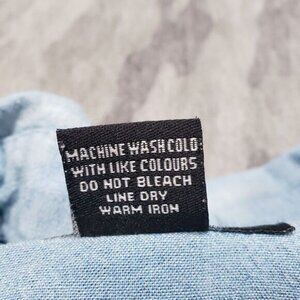 MACHINE WASH COLD
WITH LIKE COLOURS
DO NOT BLEACH
LINE DRY
WARM IRON